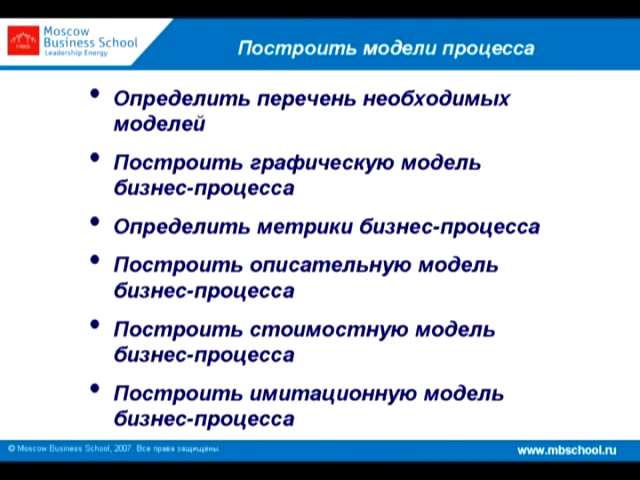 Moscow
Business School
Leadership Energy
Построить модели процесса
• Определить перечень необходимых
моделей
• Построить графическую модель
бизнес-процесса
• Определить метрики бизнес-процесса
• Построить описательную модель
бизнес-процесса
• Построить стоимостную модель
бизнес-процесса
• Построить имитационную модель
бизнес-процесса
© Moscow Business School, 2007. Все права защищены.
www.mbschool.ru